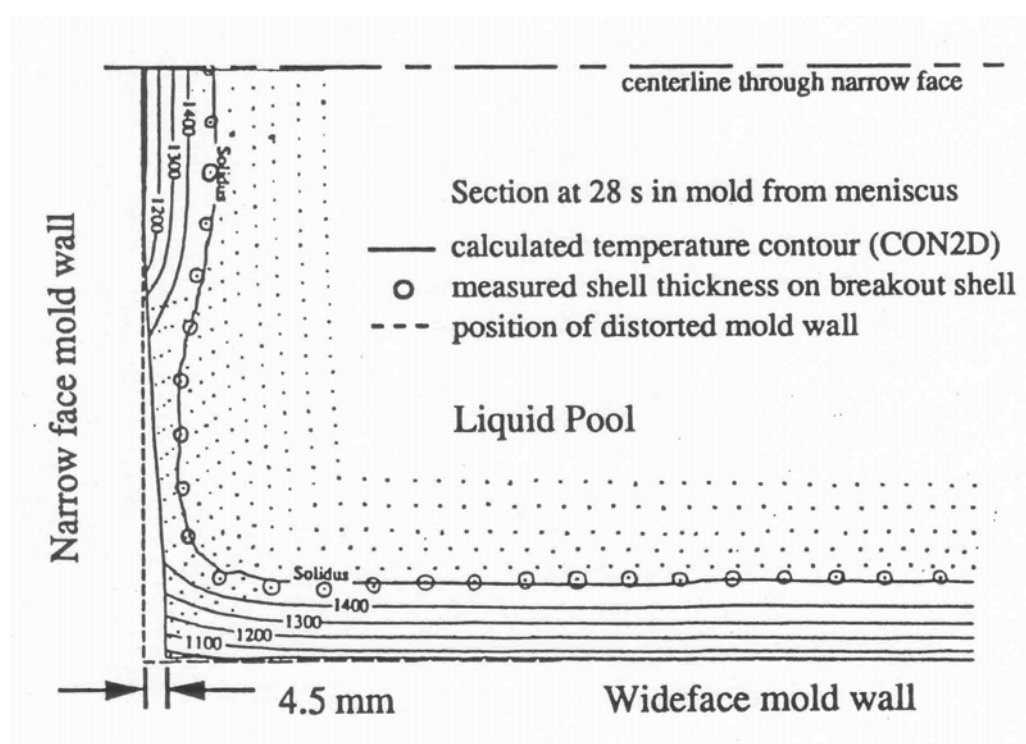 centerline through narrow face
1400
1300
1200
Solidus
Section at 28 s in mold from meniscus
calculated temperature contour (CON2D)
measured shell thickness on breakout shell
position of distorted mold wall
Narrow face mold wall
Liquid Pool
Solidus
1400
1300
1200
1100
4.5 mm
Wideface mold wall